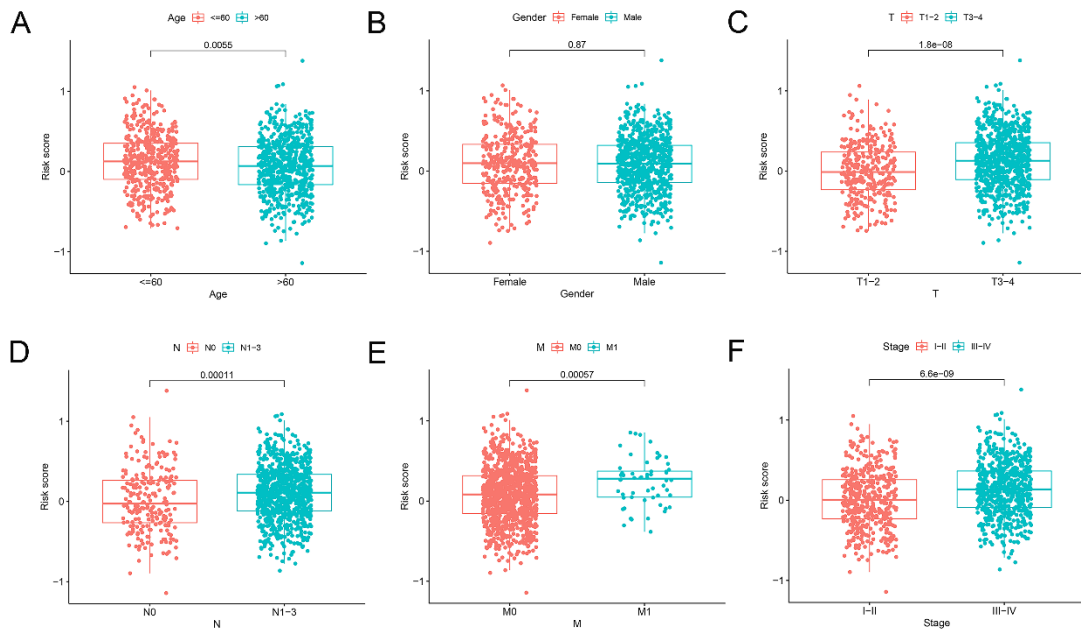 A
Age <=60 >60
0.0055
Risk score
1
0
−1
<=60 >60
Age
B
Gender Female Male
0.87
Risk score
1
0
−1
Female Male
Gender
C
T T1−2 T3−4
1.8e−08
Risk score
1
0
−1
T1−2 T3−4
T
D
N N0 N1−3
0.00011
Risk score
1
0
−1
N0 N1−3
N
E
M M0 M1
0.00057
Risk score
1
0
−1
M0 M1
M
F
Stage I−II III−IV
6.6e−09
Risk score
1
0
−1
I−II III−IV
Stage